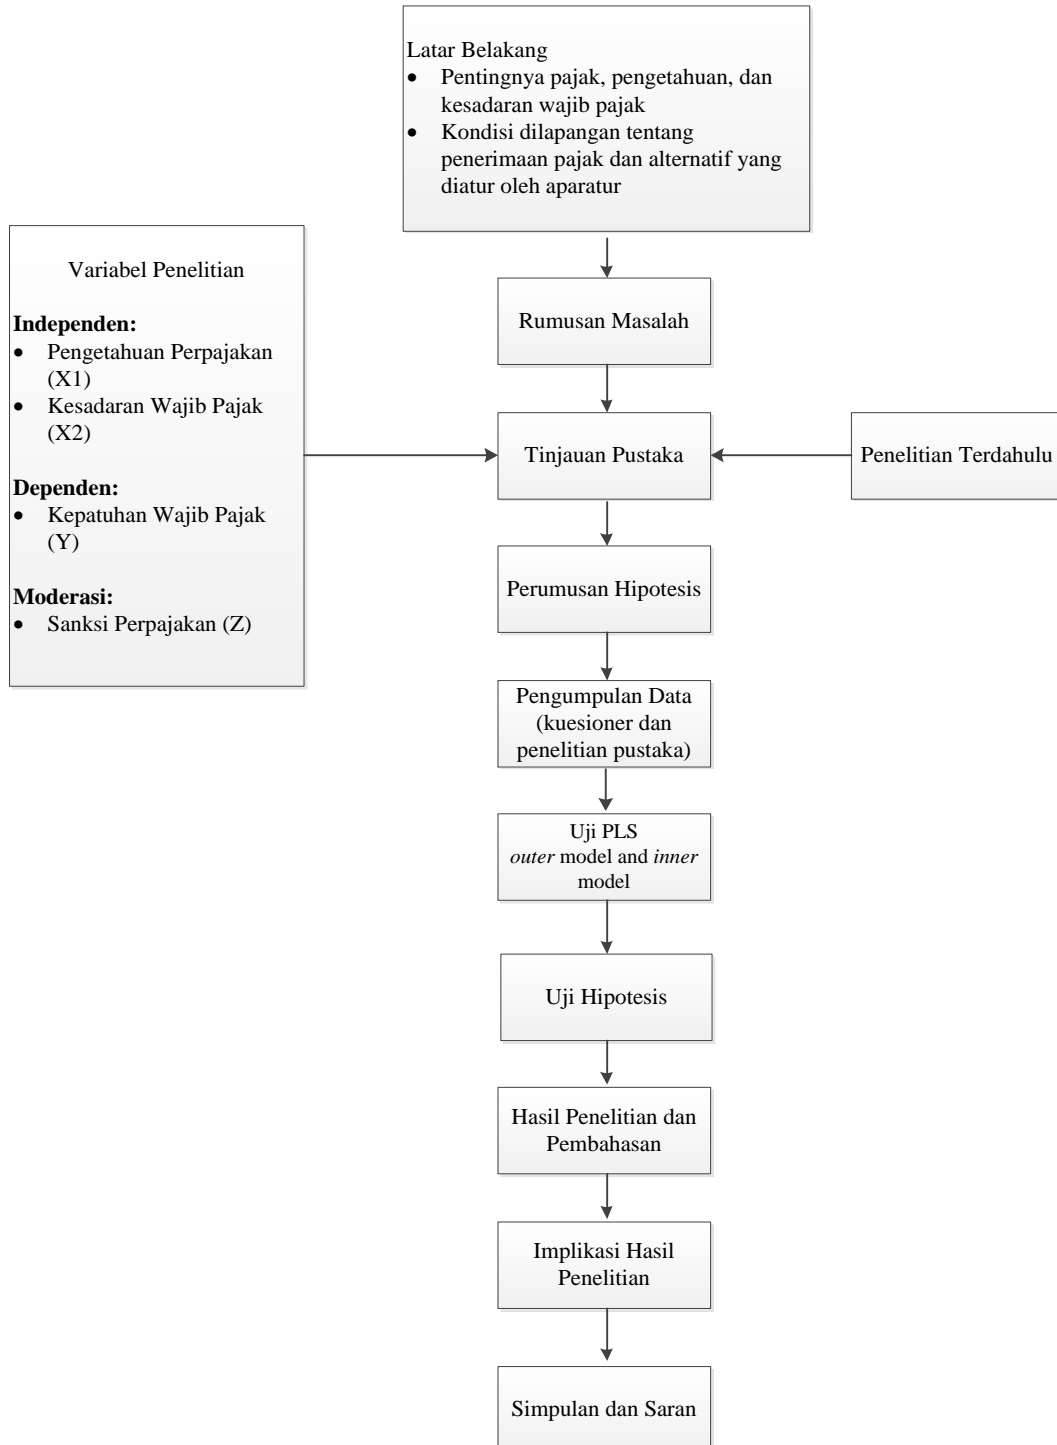 Latar Belakang
• Pentingnya pajak, pengetahuan, dan
kesadaran wajib pajak
• Kondisi dilapangan tentang
penerimaan pajak dan alternatif yang
diatur oleh aparatur
Variabel Penelitian
Independen:
• Pengetahuan Perpajakan
(X1)
• Kesadaran Wajib Pajak
(X2)
Dependen:
• Kepatuhan Wajib Pajak
(Y)
Moderasi:
• Sanksi Perpajakan (Z)
Rumusan Masalah
Tinjauan Pustaka
Penelitian Terdahulu
Perumusan Hipotesis
Pengumpulan Data
(kuesioner dan
penelitian pustaka)
Uji PLS
outer model and inner
model
Uji Hipotesis
Hasil Penelitian dan
Pembahasan
Implikasi Hasil
Penelitian
Simpulan dan Saran